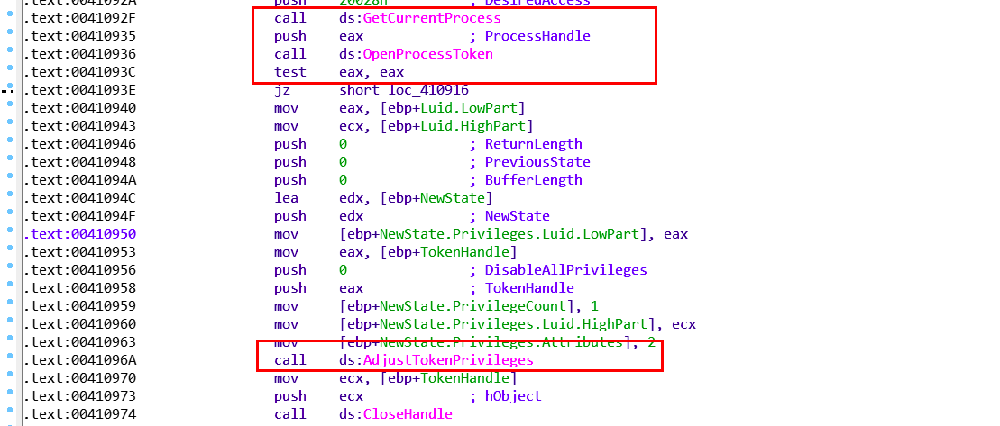 .text:0041092A push 20028h ; DesiredAccess
.text:0041092F call ds:GetCurrentProcess
.text:00410935 push eax ; ProcessHandle
.text:00410936 call ds:OpenProcessToken
.text:0041093C test eax, eax
.text:0041093E jz short loc_410916
.text:00410940 mov eax, [ebp+Luid.LowPart]
.text:00410943 mov ecx, [ebp+Luid.HighPart]
.text:00410946 push 0 ; ReturnLength
.text:00410948 push 0 ; PreviousState
.text:0041094A push 0 ; BufferLength
.text:0041094C lea edx, [ebp+NewState]
.text:0041094F push edx ; NewState
.text:00410950 mov [ebp+NewState.Privileges.Luid.LowPart], eax
.text:00410953 mov eax, [ebp+TokenHandle]
.text:00410956 push 0 ; DisableAllPrivileges
.text:00410958 push eax ; TokenHandle
.text:00410959 mov [ebp+NewState.PrivilegeCount], 1
.text:00410960 mov [ebp+NewState.Privileges.Luid.HighPart], ecx
.text:00410963 mov [ebp+NewState.Privileges.Attributes], 2
.text:0041096A call ds:AdjustTokenPrivileges
.text:00410970 mov ecx, [ebp+TokenHandle]
.text:00410973 push ecx ; hObject
.text:00410974 call ds:CloseHandle